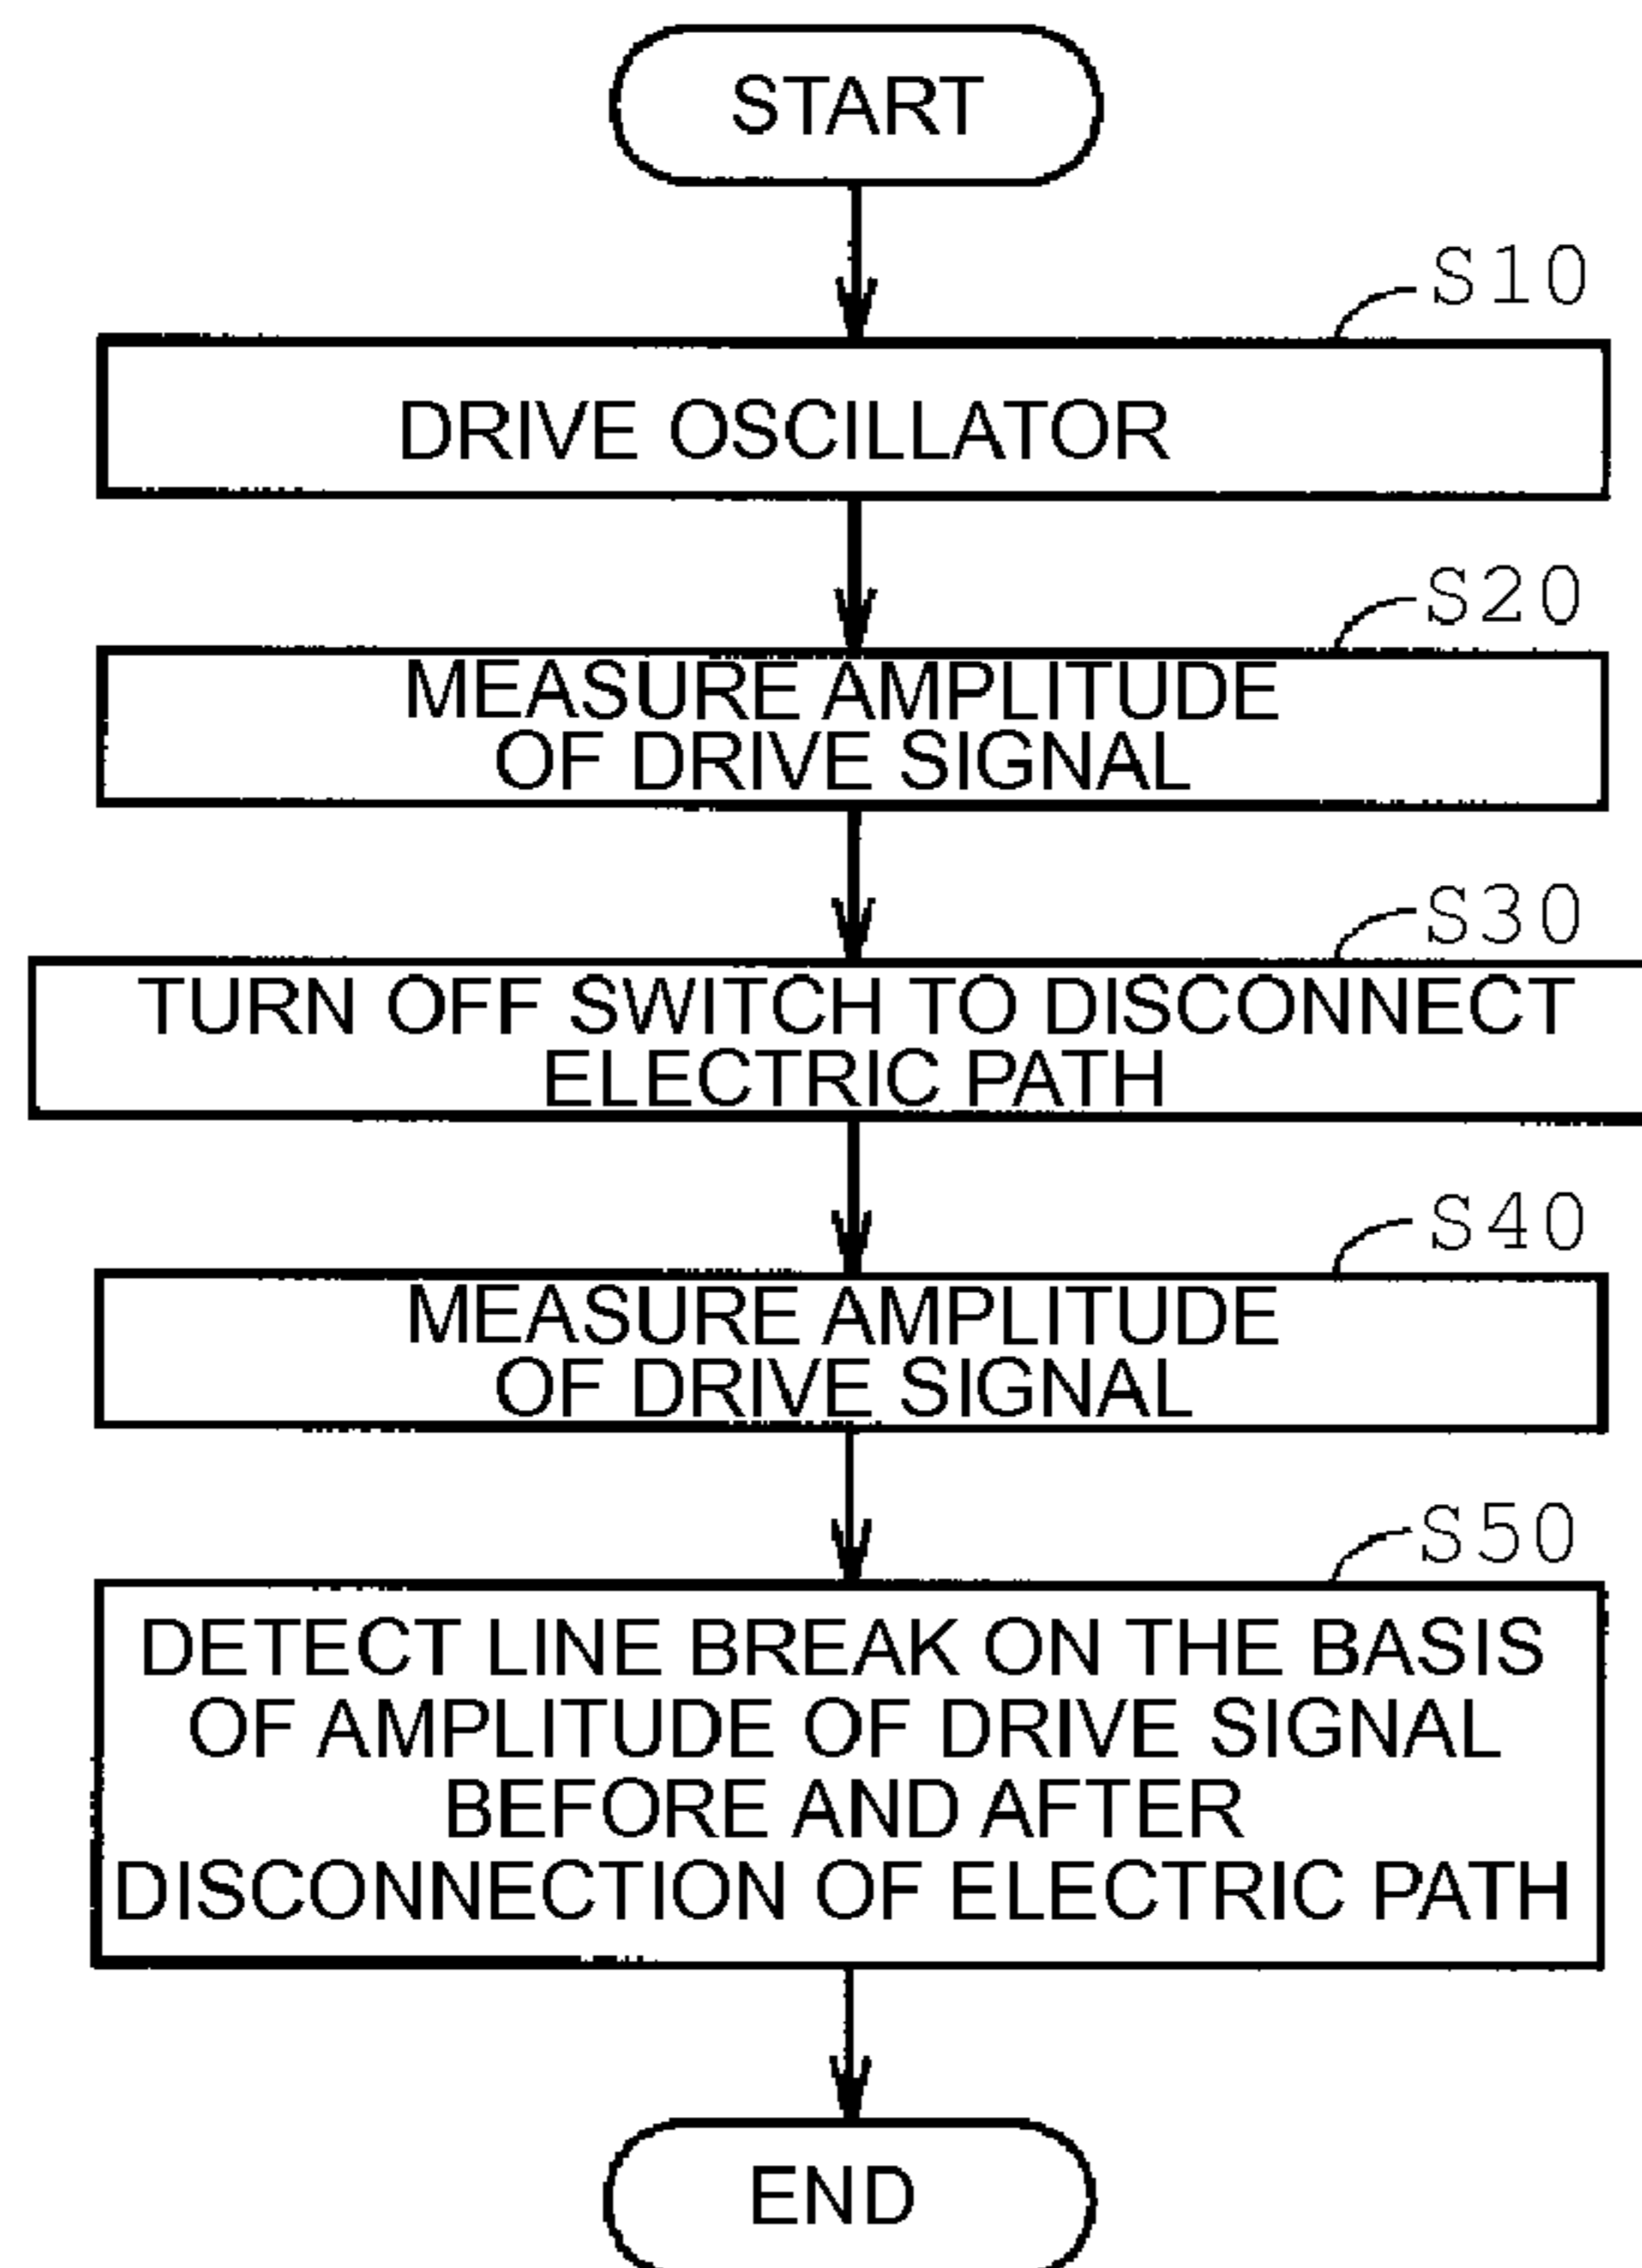 START
S10
DRIVE OSCILLATOR
S20
MEASURE AMPLITUDE
OF DRIVE SIGNAL
S30
TURN OFF SWITCH TO DISCONNECT
ELECTRIC PATH
S40
MEASURE AMPLITUDE
OF DRIVE SIGNAL
S50
DETECT LINE BREAK ON THE BASIS
OF AMPLITUDE OF DRIVE SIGNAL
BEFORE AND AFTER
DISCONNECTION OF ELECTRIC PATH
END